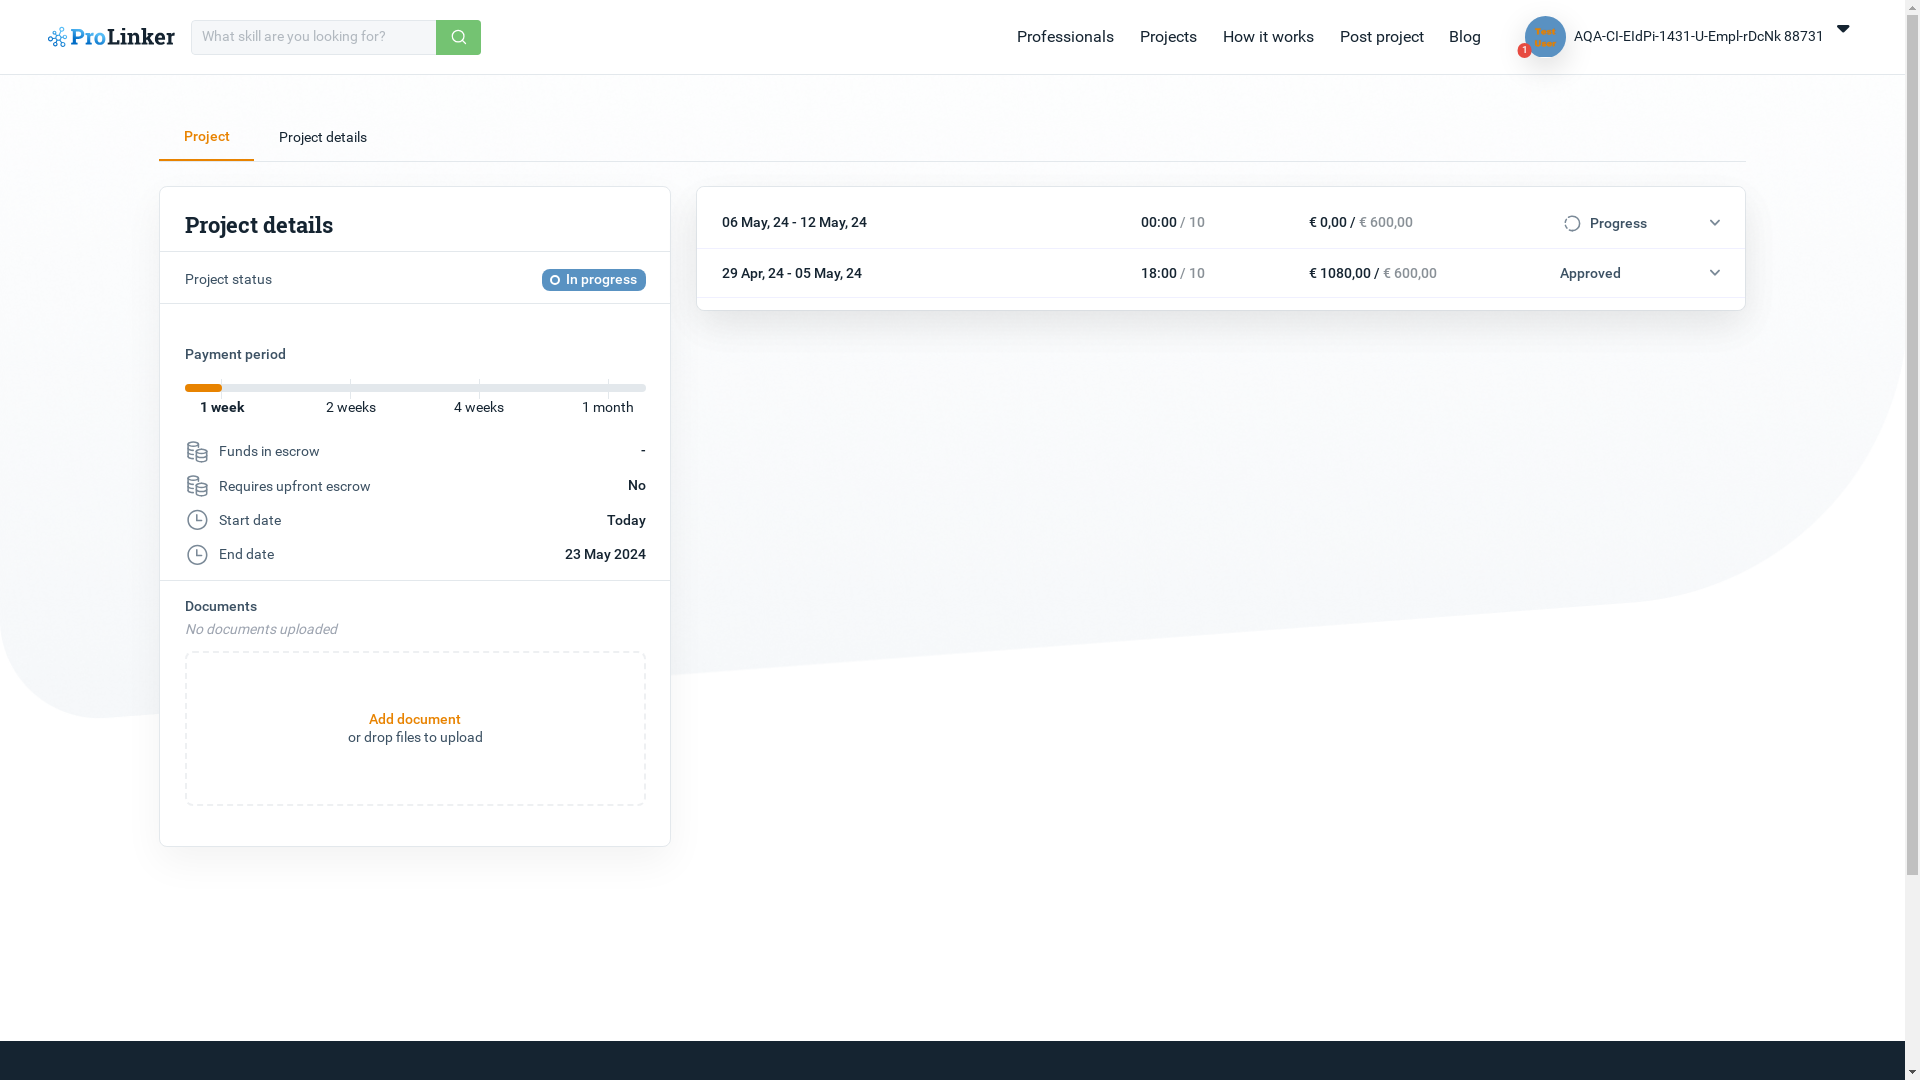 ProLinker
What skill are you looking for?
Professionals
Projects
How it works
Post project
Blog
Test
User
1
AQA-CI-EIdPi-1431-U-Empl-rDcNk 88731
Project
Project details
Project details
Project status
In progress
Payment period
1 week
2 weeks
4 weeks
1 month
Funds in escrow
-
Requires upfront escrow
No
Start date
Today
End date
23 May 2024
Documents
No documents uploaded
Add document
or drop files to upload
06 May, 24 - 12 May, 24
00:00 / 10
€ 0,00 / € 600,00
Progress
29 Apr, 24 - 05 May, 24
18:00 / 10
€ 1080,00 / € 600,00
Approved